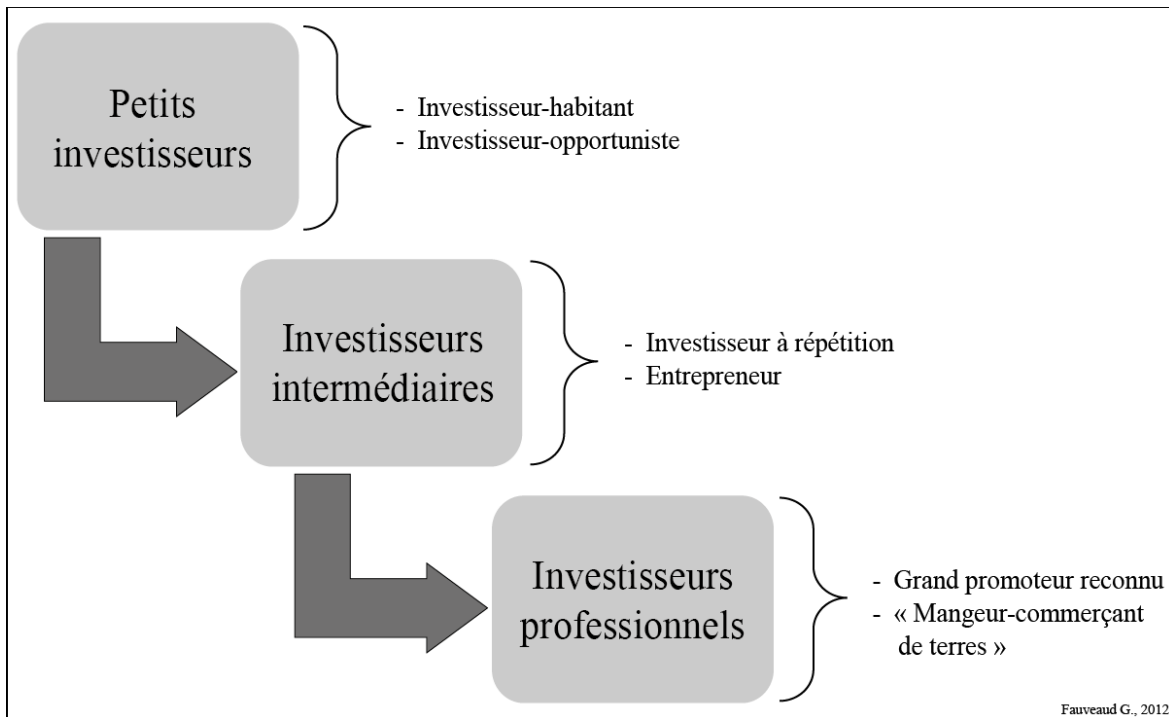 Petits
investisseurs
- Investisseur-habitant
- Investisseur-opportuniste
Investisseurs
intermédiaires
- Investisseur à répétition
- Entrepreneur
Investisseurs
professionnels
- Grand promoteur reconnu
- « Mangeur-commerçant
de terres »
Fauveaud G., 2012